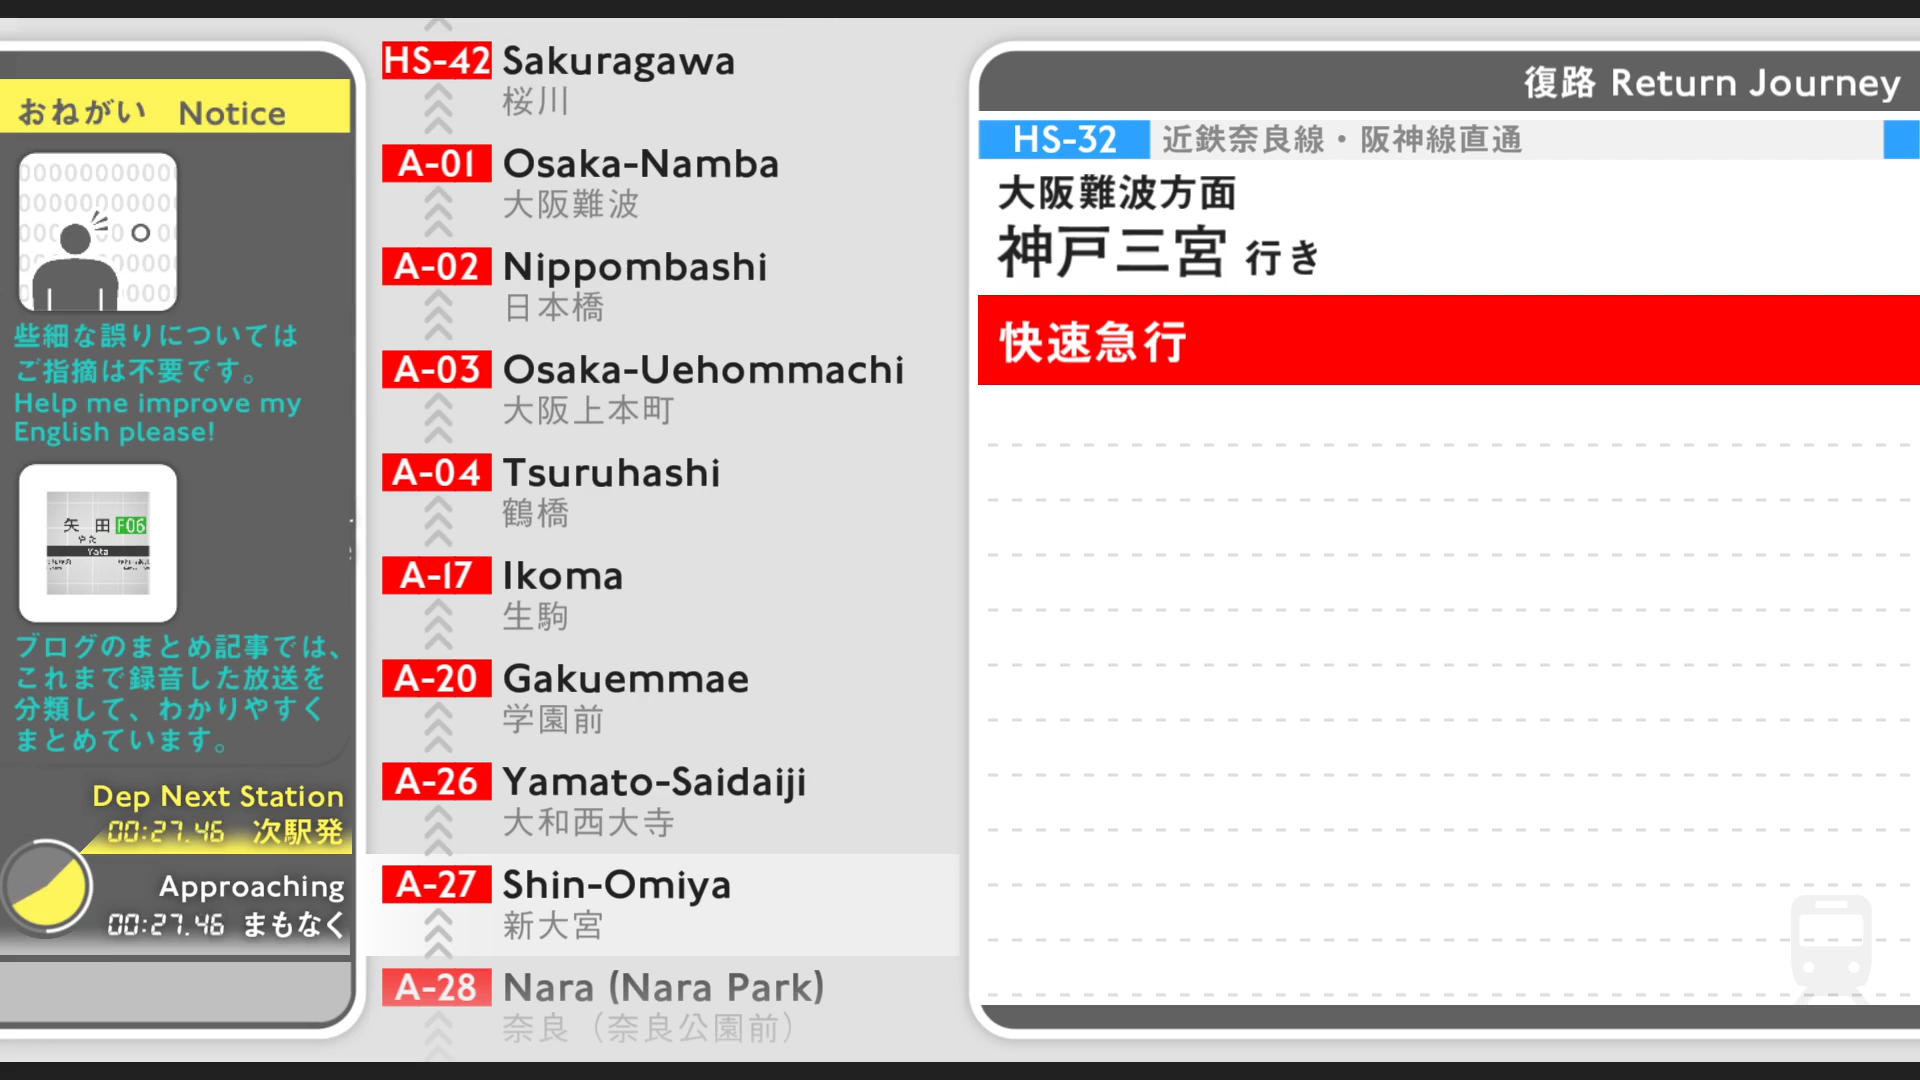 おねがい Notice
些細な誤りについては
ご指摘は不要です。
Help me improve my
English please!
矢 田 F06
やた
Yata
ブログのまとめ記事では、
これまで録音した放送を
分類して、わかりやすく
まとめています。
Dep Next Station
00:27.46 次駅発
Approaching
00:27.46 まもなく
HS-42 Sakuragawa
桜川
A-01 Osaka-Namba
大阪難波
A-02 Nippombashi
日本橋
A-03 Osaka-Uehommachi
大阪上本町
A-04 Tsuruhashi
鶴橋
A-17 Ikoma
生駒
A-20 Gakuemmae
学園前
A-26 Yamato-Saidaiji
大和西大寺
A-27 Shin-Omiya
新大宮
A-28 Nara (Nara Park)
奈良（奈良公園前）
復路 Return Journey
HS-32 近鉄奈良線・阪神線直通
大阪難波方面
神戸三宮 行き
快速急行